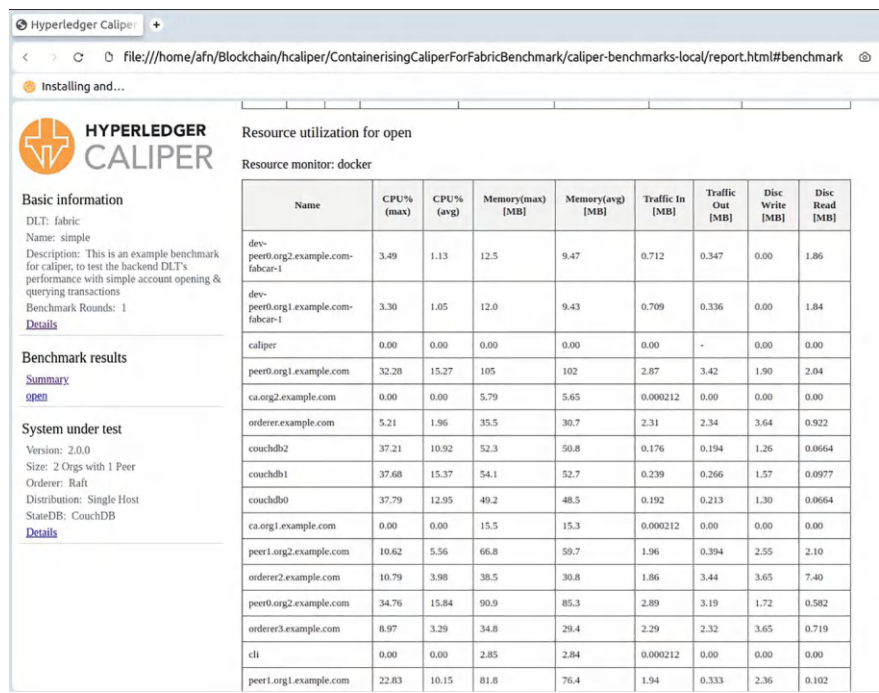 Hyperledger Caliper
file:///home/afn/Blockchain/hcaliper/ContainerisingCaliperForFabricBenchmark/caliper-benchmarks-local/report.html#benchmark
Installing and...
HYPERLEDGER
CALIPER
Basic information
DLT: fabric
Name: simple
Description: This is an example benchmark
for caliper, to test the backend DLT's
performance with simple account opening &
querying transactions
Benchmark Rounds: 1
Details
Benchmark results
Summary
open
System under test
Version: 2.0.0
Size: 2 Orgs with 1 Peer
Orderer: Raft
Distribution: Single Host
StateDB: CouchDB
Details
Resource utilization for open
Resource monitor: docker
Name CPU% (max) CPU% (avg) Memory(max) [MB] Memory(avg) [MB] Traffic In [MB] Traffic Out [MB] Disc Write [MB] Disc Read [MB]
dev-
peer0.org2.example.com- 3.49 1.13 12.5 9.47 0.712 0.347 0.00 1.86
fabcar-1
dev-
peer0.org1.example.com- 3.30 1.05 12.0 9.43 0.709 0.336 0.00 1.84
fabcar-1
caliper 0.00 0.00 0.00 0.00 0.00 - 0.00 0.00
peer0.org1.example.com 32.28 15.27 105 102 2.87 3.42 1.90 2.04
ca.org2.example.com 0.00 0.00 5.79 5.65 0.000212 0.00 0.00 0.00
orderer.example.com 5.21 1.96 35.5 30.7 2.31 2.34 3.64 0.922
couchdb2 37.21 10.92 52.3 50.8 0.176 0.194 1.26 0.0664
couchdb1 37.68 15.37 54.1 52.7 0.239 0.266 1.57 0.0977
couchdb0 37.79 12.95 49.2 48.5 0.192 0.213 1.30 0.0664
ca.org1.example.com 0.00 0.00 15.5 15.3 0.000212 0.00 0.00 0.00
peer1.org2.example.com 10.62 5.56 66.8 59.7 1.96 0.394 2.55 2.10
orderer2.example.com 10.79 3.98 38.5 30.8 1.86 3.44 3.65 7.40
peer0.org2.example.com 34.76 15.84 90.9 85.3 2.89 3.19 1.72 0.582
orderer3.example.com 8.97 3.29 34.8 29.4 2.29 2.32 3.65 0.719
cli 0.00 0.00 2.85 2.84 0.000212 0.00 0.00 0.00
peer1.org1.example.com 22.83 10.15 81.8 76.4 1.94 0.333 2.36 0.102